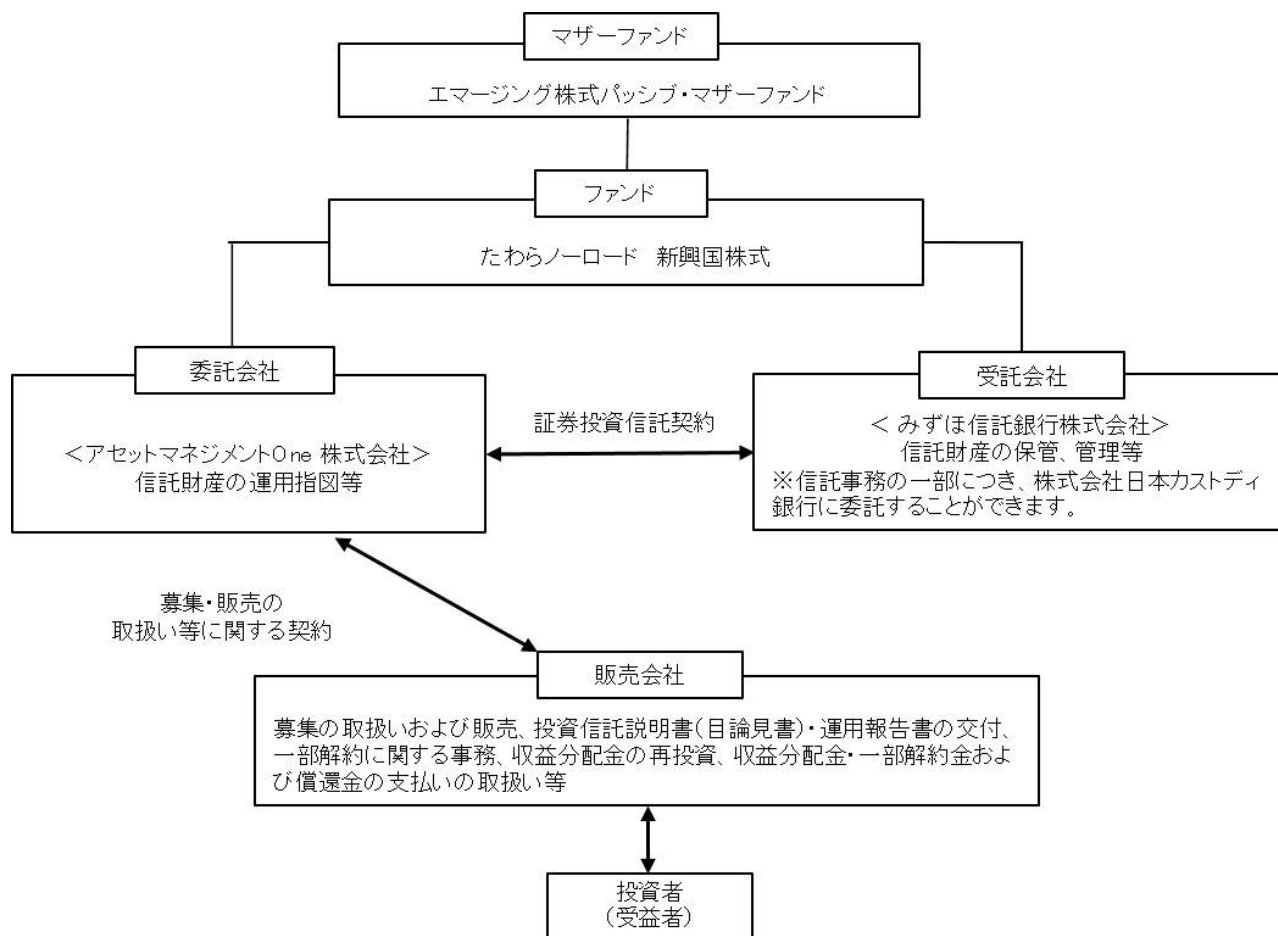 マザーファンド
エマージング株式パッシブ・マザーファンド
ファンド
たわらノーロード 新興国株式
委託会社
<アセットマネジメントOne 株式会社>
信託財産の運用指図等
証券投資信託契約
受託会社
< みずほ信託銀行株式会社>
信託財産の保管、管理等
※信託事務の一部につき、株式会社日本カストディ
銀行に委託することができます。
募集・販売の
取扱い等に関する契約
販売会社
募集の取扱いおよび販売、投資信託説明書(目論見書)・運用報告書の交付、
一部解約に関する事務、収益分配金の再投資、収益分配金・一部解約金およ
び償還金の支払いの取扱い等
投資者
(受益者)